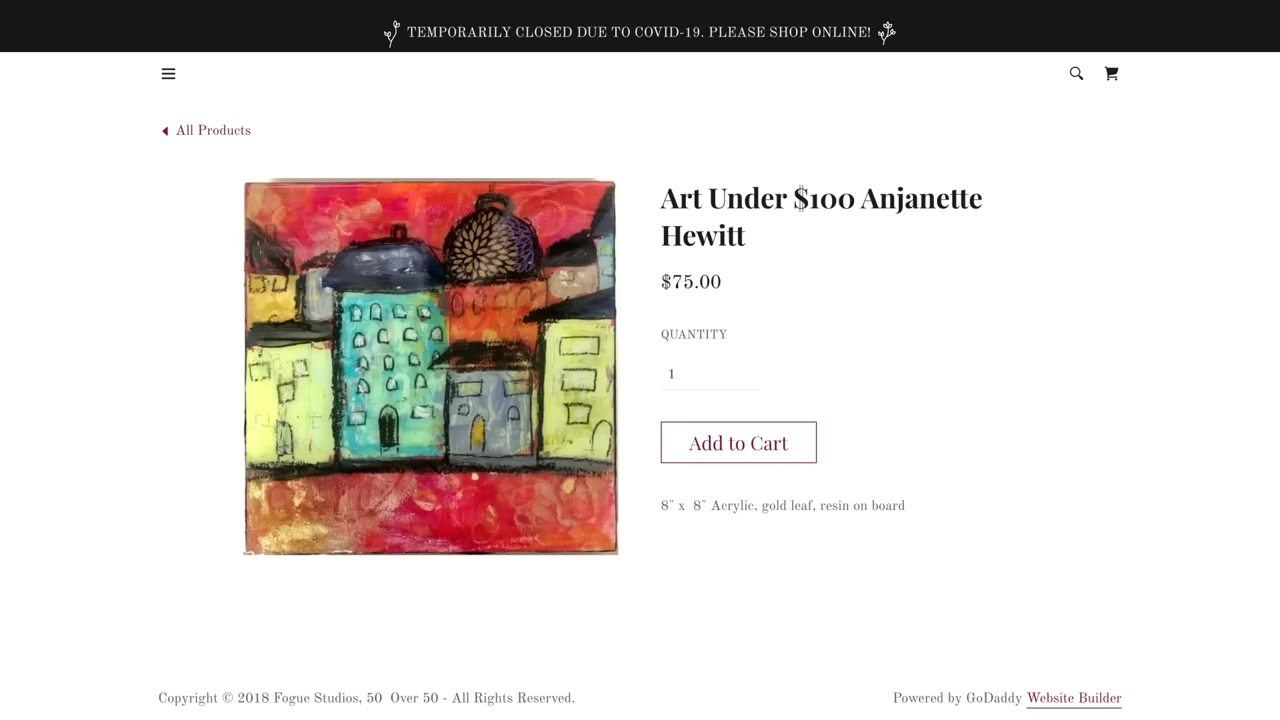 TEMPORARILY CLOSED DUE TO COVID-19. PLEASE SHOP ONLINE!
All Products
Art Under $100 Anjanette
Hewitt
$75.00
QUANTITY
1
Add to Cart
8" x  8" Acrylic, gold leaf, resin on board
Copyright © 2018 Fogue Studios, 50  Over 50 - All Rights Reserved.
Powered by GoDaddy Website Builder